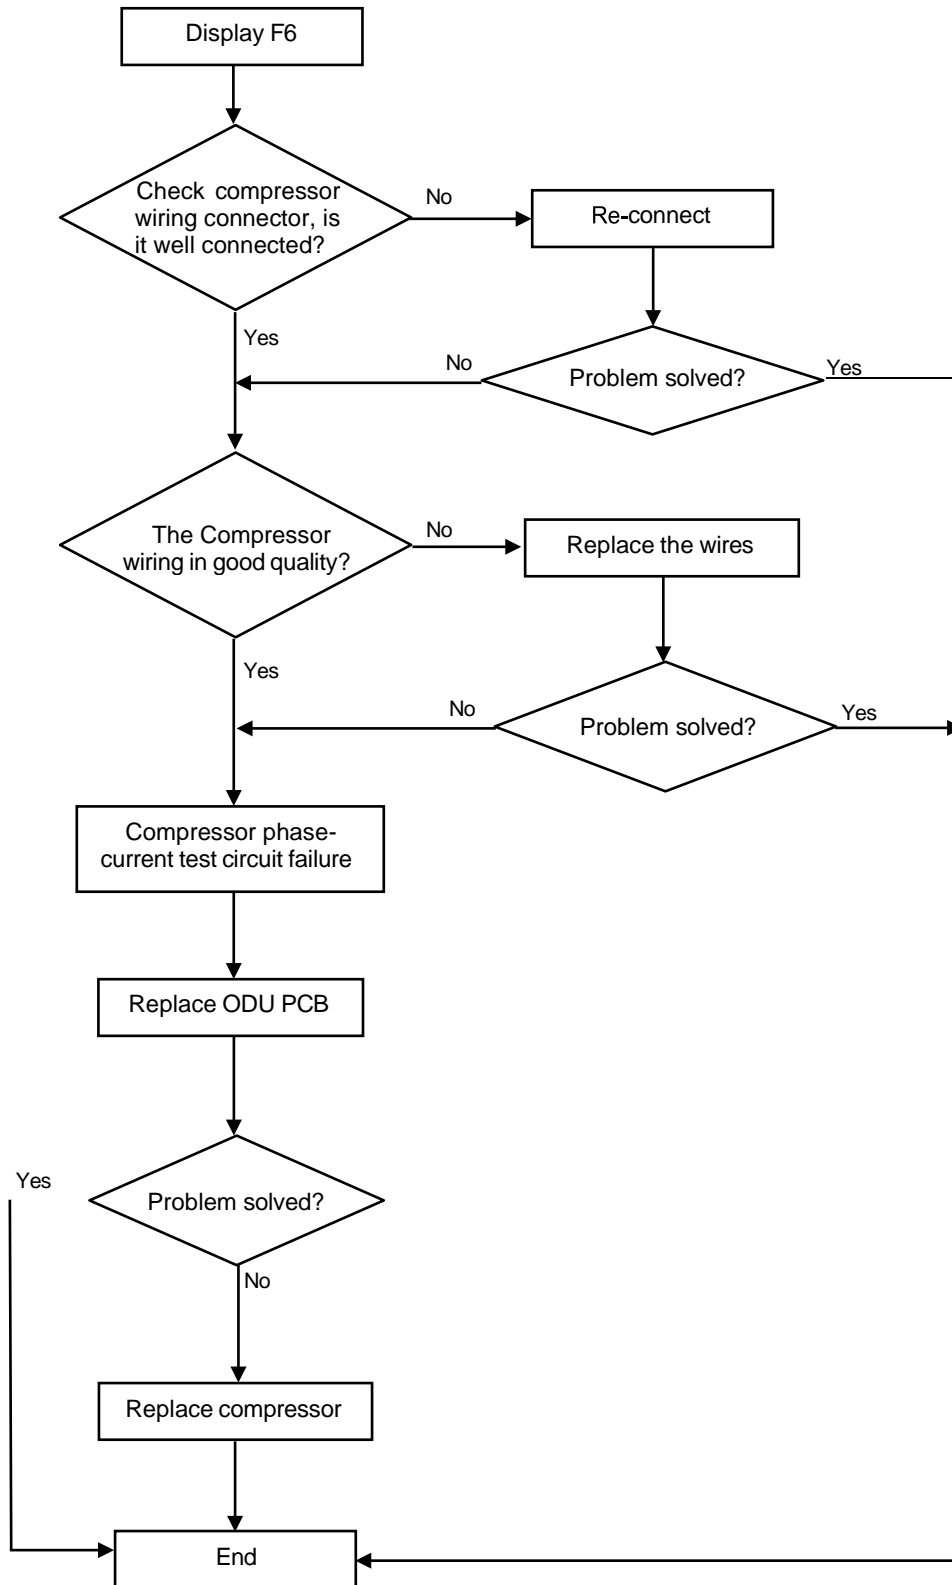 Display F6
Check compressor
wiring connector, is
it well connected?
No
Re-connect
Yes
No
Problem solved?
Yes
The Compressor
wiring in good quality?
No
Replace the wires
Yes
No
Problem solved?
Yes
Compressor phase-
current test circuit failure
Replace ODU PCB
Yes
Problem solved?
No
Replace compressor
End